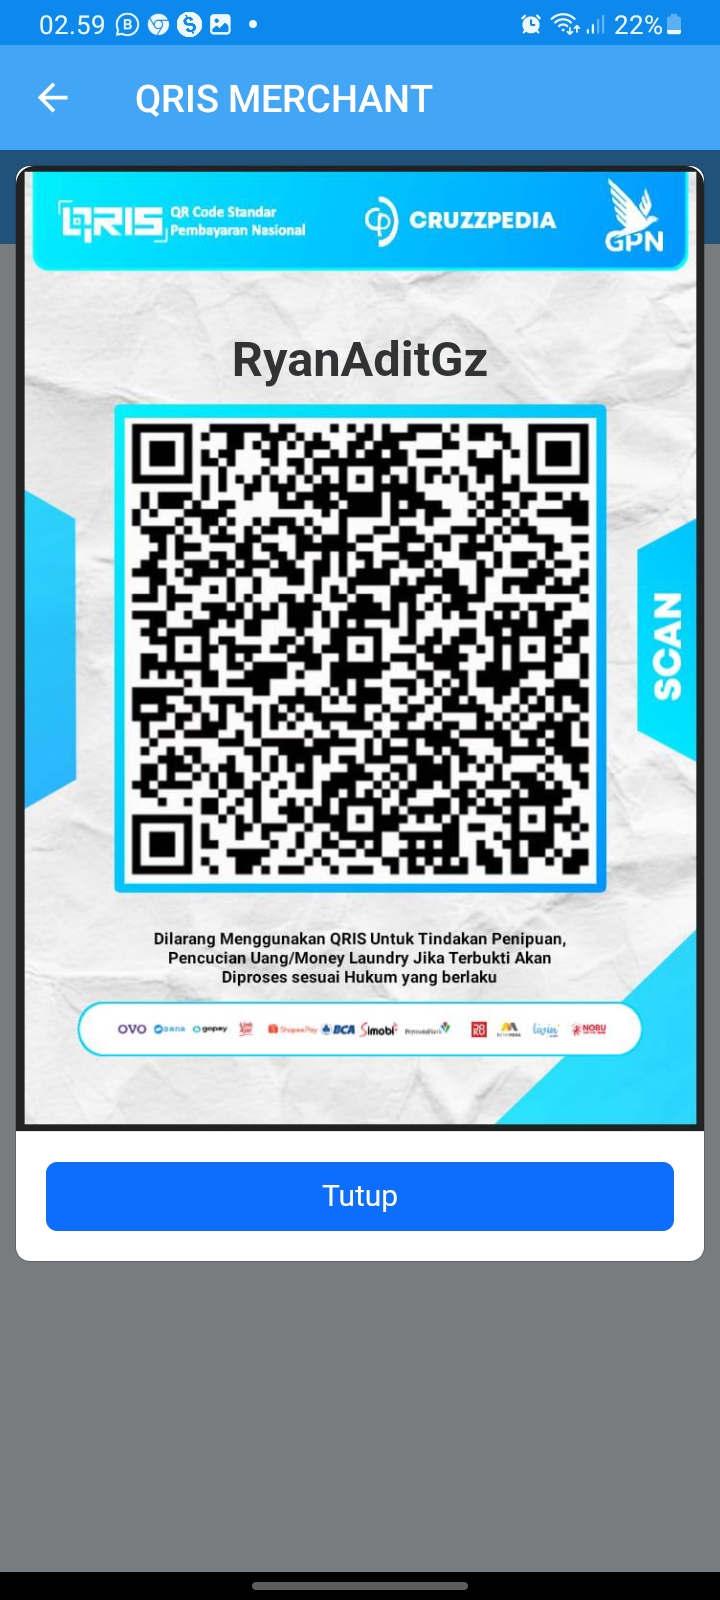 02.59
22%
QRIS MERCHANT
QRIS QR Code Standar
Pembayaran Nasional
CRUZZPEDIA
GPN
RyanAditGz
SCAN
Dilarang Menggunakan QRIS Untuk Tindakan Penipuan,
Pencucian Uang/Money Laundry Jika Terbukti Akan
Diproses sesuai Hukum yang berlaku
OVO DANA gopay ShopeePay BCA Simobi PermataBank livin' NOBU
Tutup